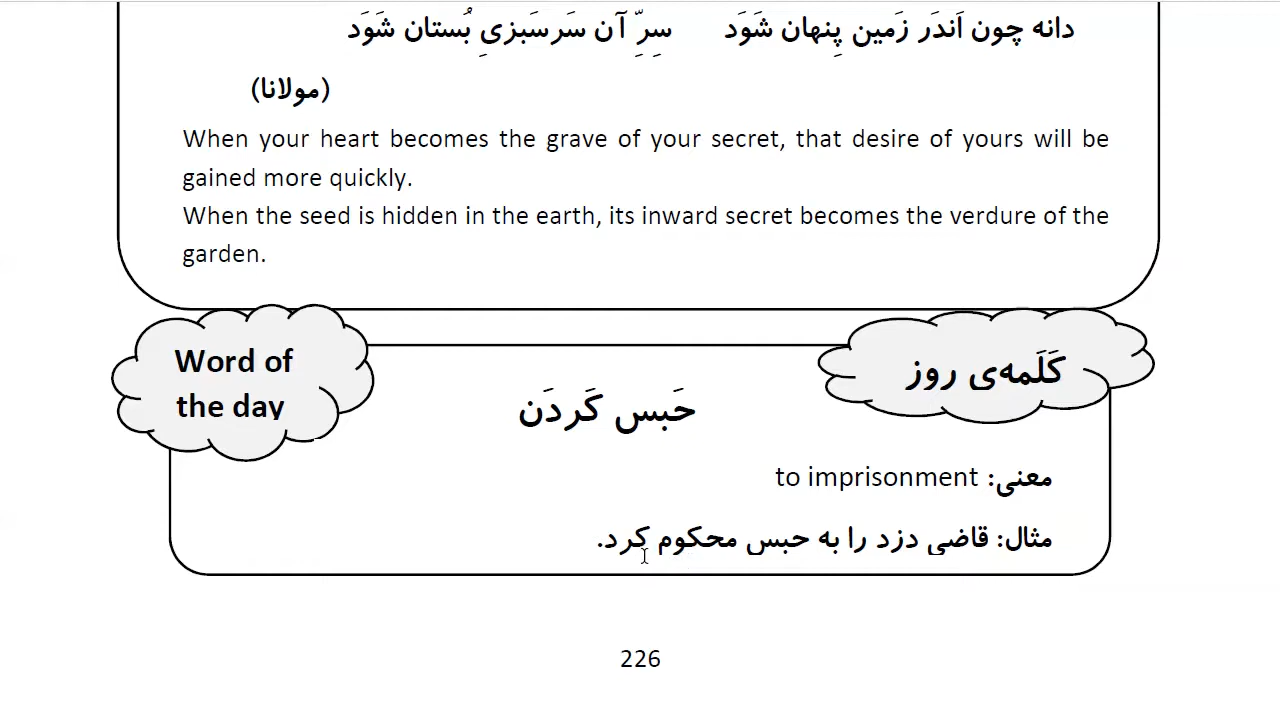 دانه چون اَندَر زَمین پِنهان شَوَد سِرِّ آن سَرسَبزیِ بُستان شَوَد
(مولانا)
When your heart becomes the grave of your secret, that desire of yours will be
gained more quickly.
When the seed is hidden in the earth, its inward secret becomes the verdure of the
garden.
Word of
the day
کَلَمه‌ی روز
حَبس کَردَن
معنی: to imprisonment
مثال: قاضی دزد را به حبس محکوم کرد.
226